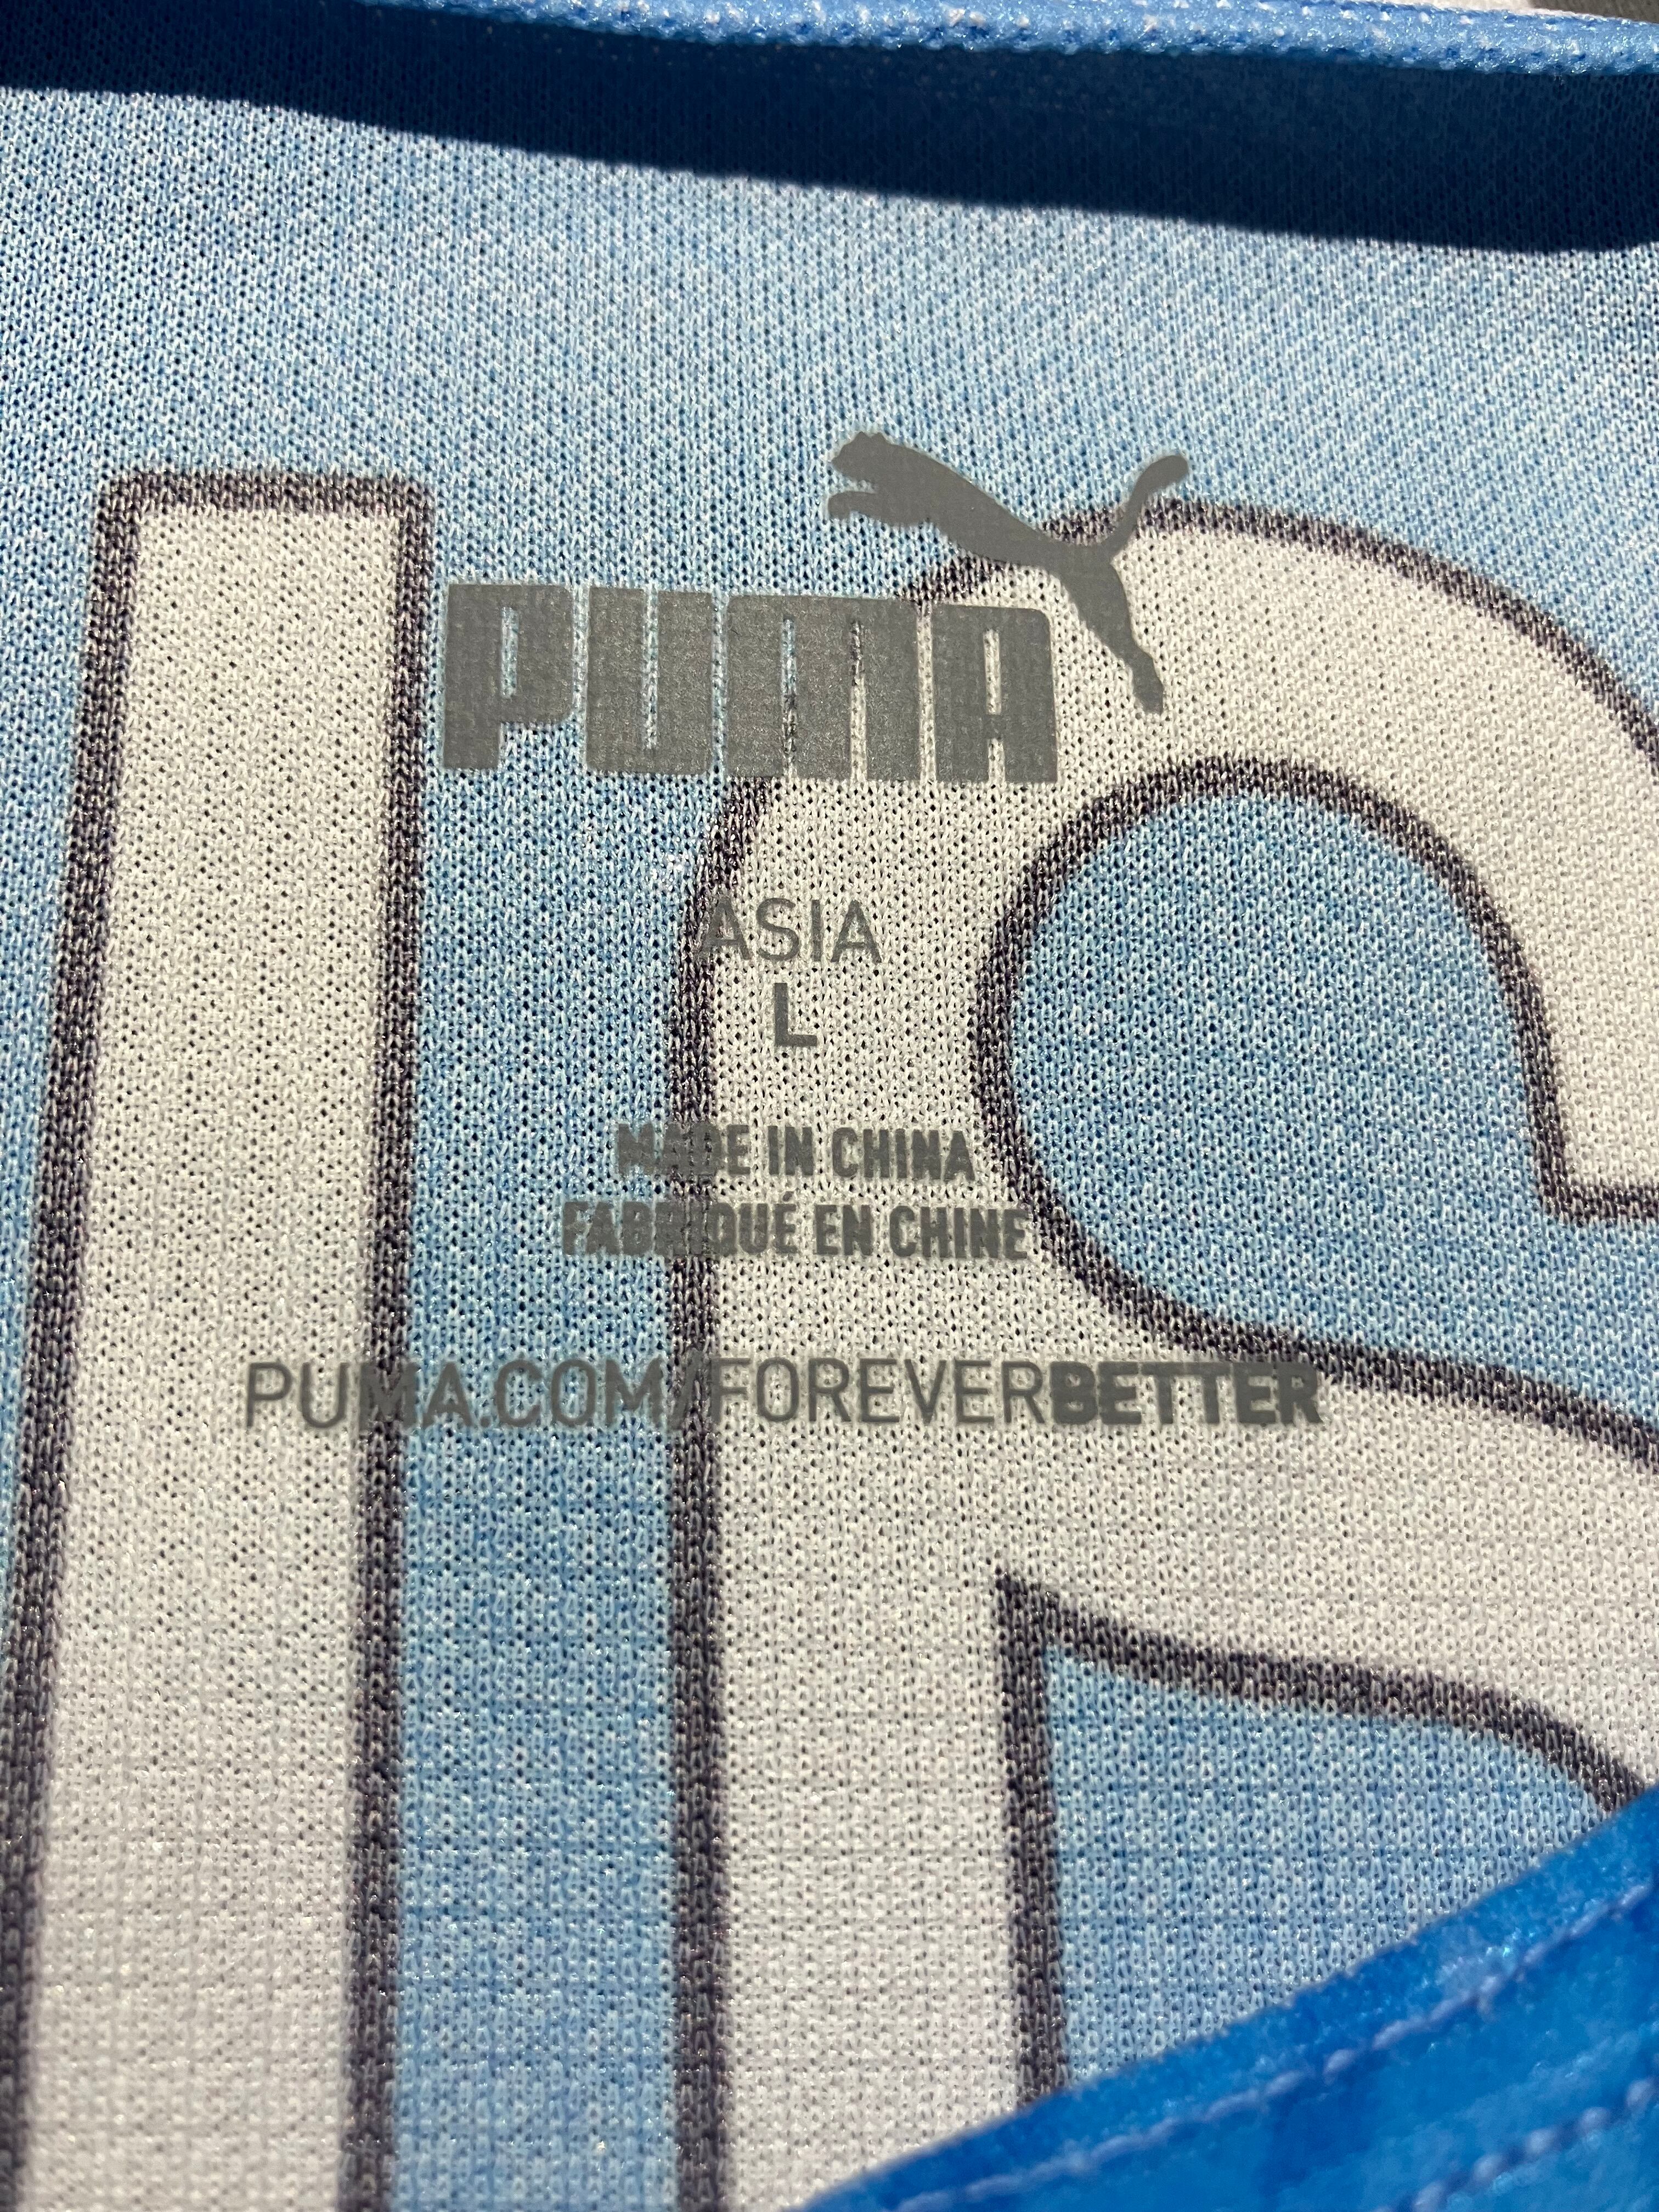 PUMA
ASIA
L
MADE IN CHINA
FABRIQUÉ EN CHINE
PUMA.COM/FOREVERBETTER